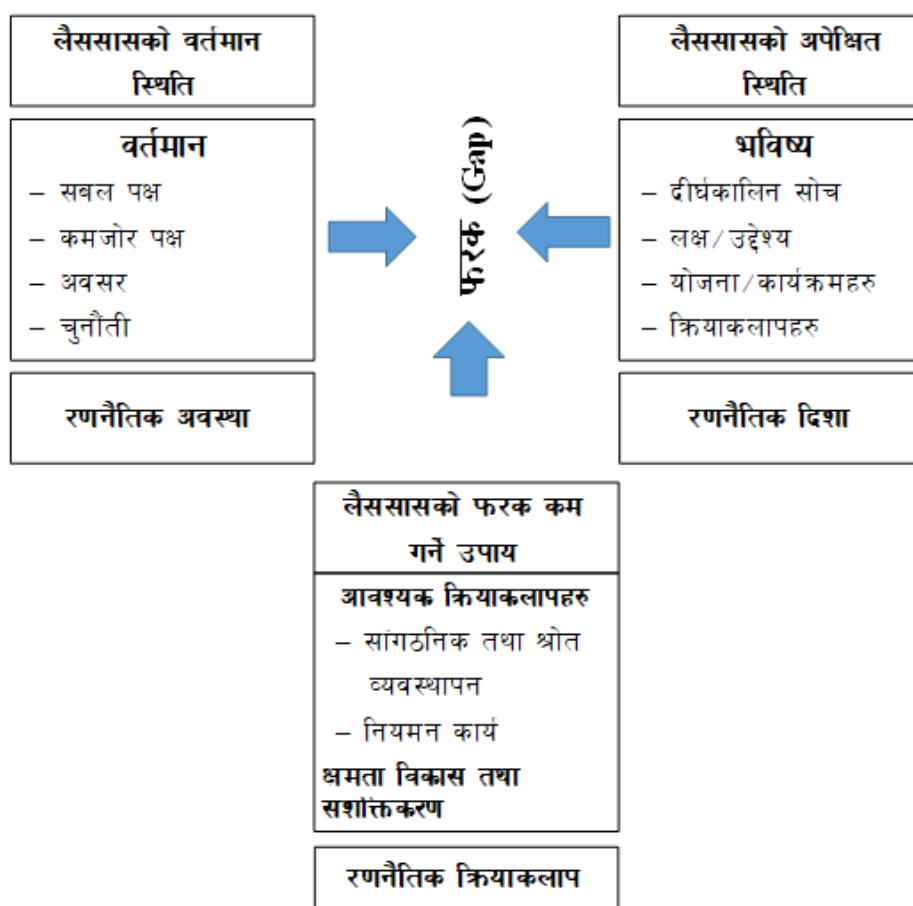 लैससासको वर्तमान
स्थिति
वर्तमान
– सबल पक्ष
– कमजोर पक्ष
– अवसर
– चुनौंती
रणनैतिक अवस्था
फरक (Gap)
लैससासको अपेक्षित
स्थिति
भविष्य
– दीर्घकालिन सोच
– लक्ष/उद्देश्य
– योजना/कार्यक्रमहरु
– क्रियाकलापहरु
रणनैतिक दिशा
लैससासको फरक कम
गर्ने उपाय
आवश्यक क्रियाकलापहरु
– सांगठनिक तथा श्रोत
व्यवस्थापन
– नियमन कार्य
क्षमता विकास तथा
सशक्तिकरण
रणनैतिक क्रियाकलाप